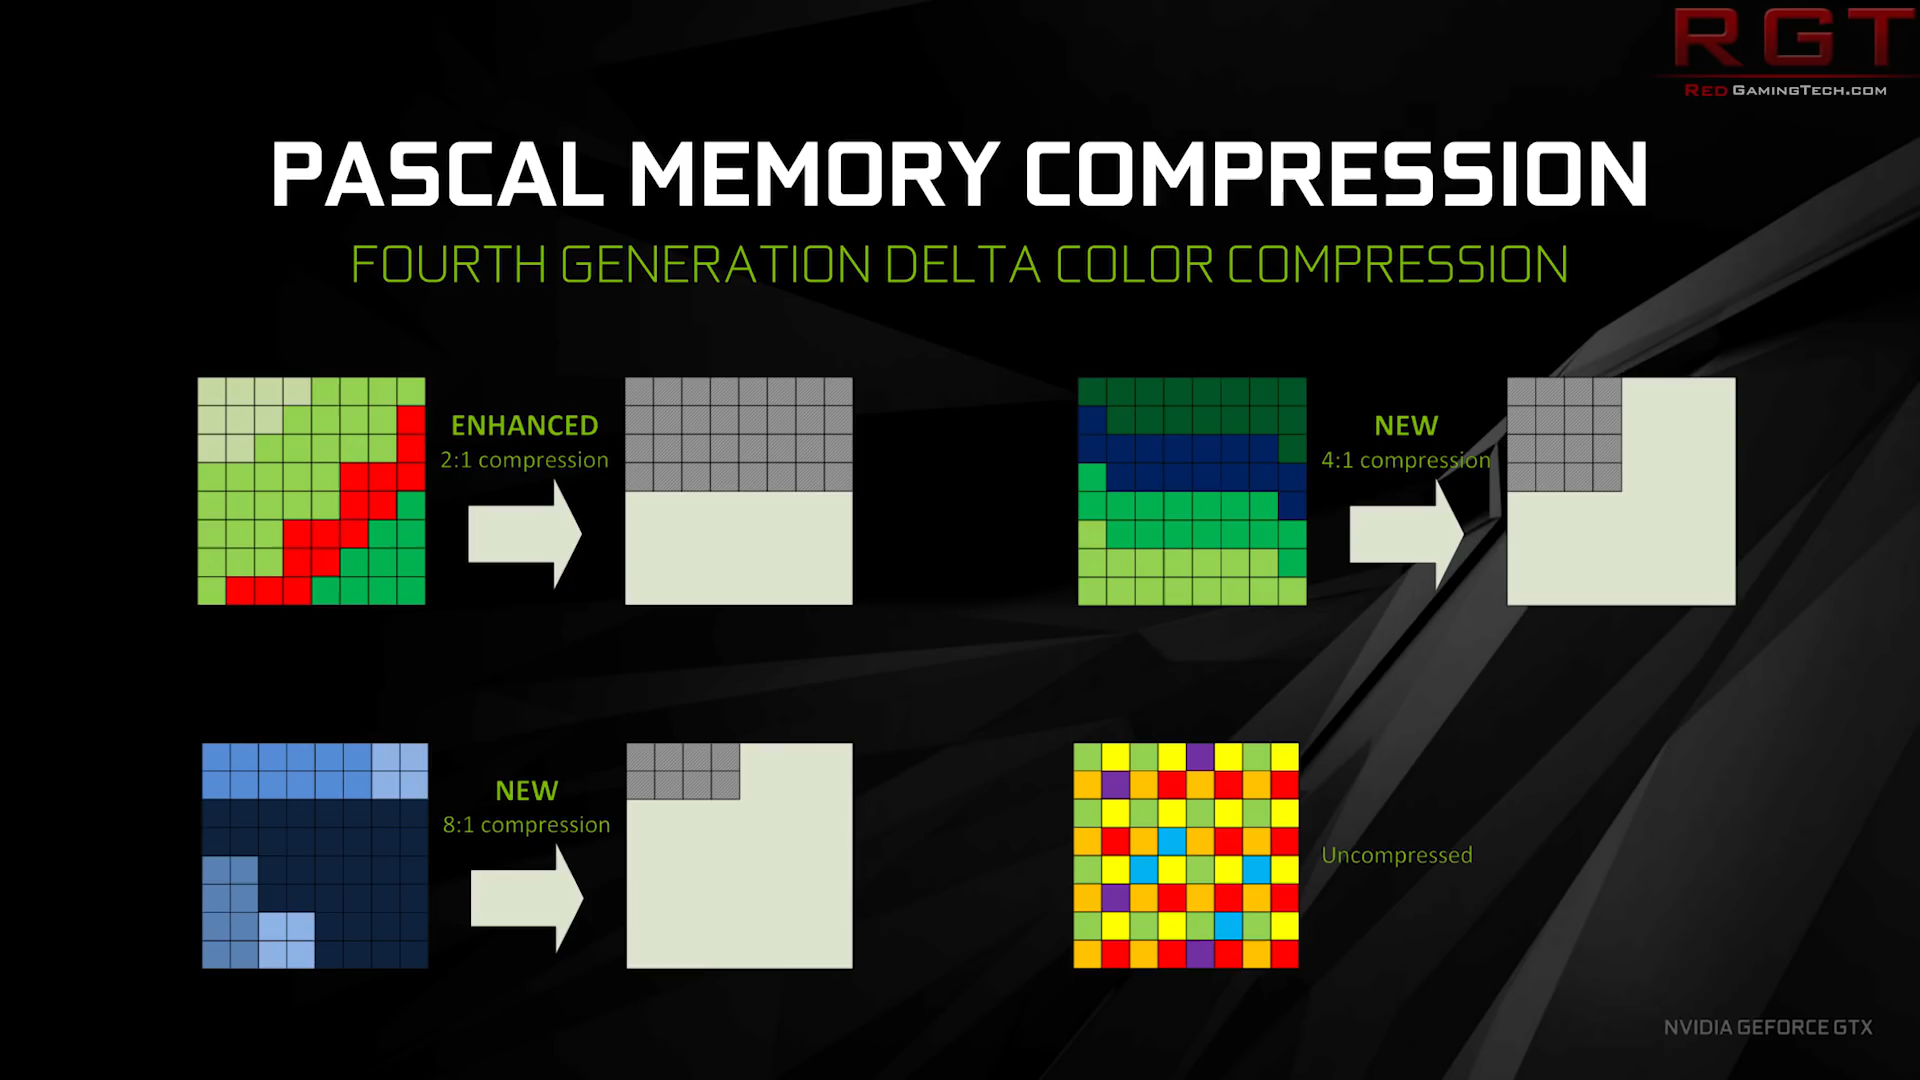 RGT
RED GAMINGTECH.COM
PASCAL MEMORY COMPRESSION
FOURTH GENERATION DELTA COLOR COMPRESSION
ENHANCED
2:1 compression
NEW
4:1 compression
NEW
8:1 compression
Uncompressed
NVIDIA GEFORCE GTX